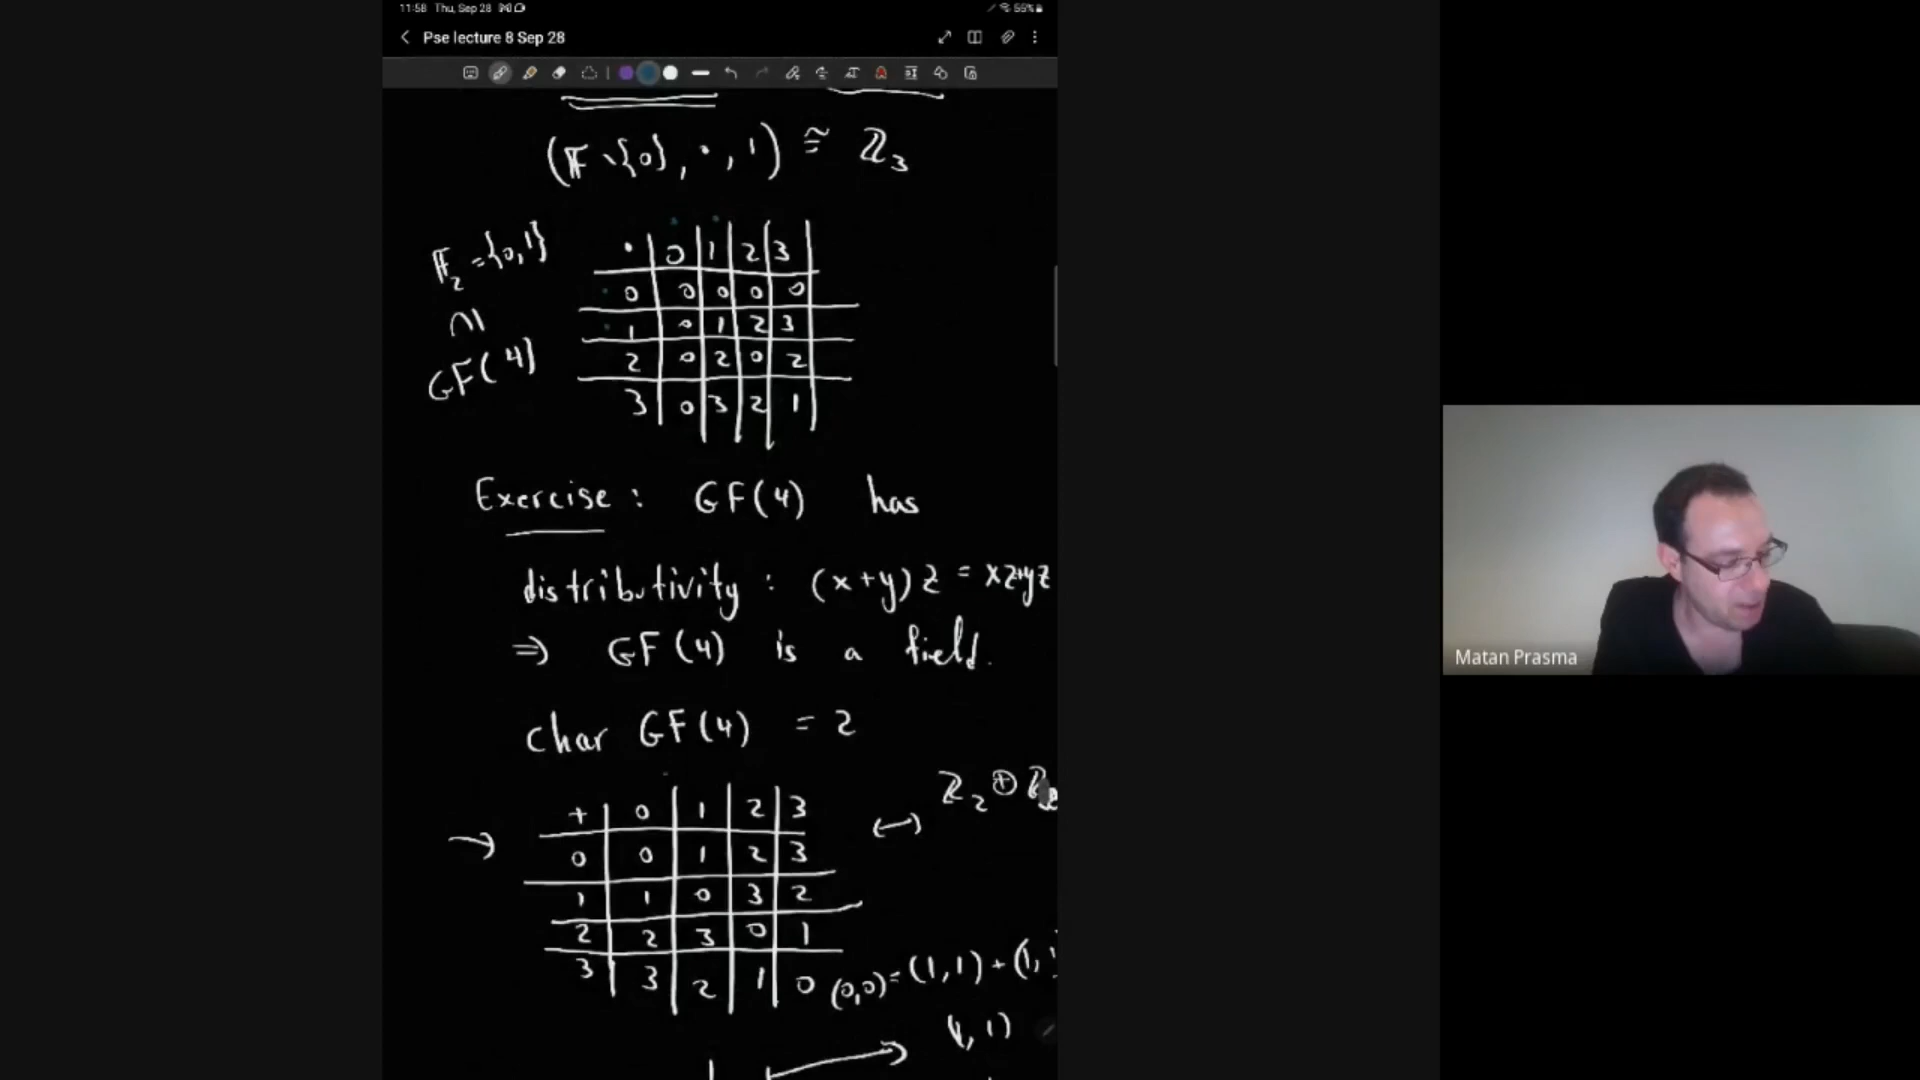 11:58 Thu, Sep 28
55%
Pse lecture 8 Sep 28
(𝔽∖{0}, ·, 1) ≅ ℤ₃
𝔽₂ = {0,1}
⊆
GF(4)
· 0 1 2 3
0 0 0 0 0
1 0 1 2 3
2 0 2 0 2
3 0 3 2 1
Exercise : GF(4) has
distributivity : (x+y)z = xz+yz
⇒ GF(4) is a field.
char GF(4) = 2
→ + 0 1 2 3 ↔ ℤ₂ ⊕
0 0 1 2 3
1 1 0 3 2
2 2 3 0 1
3 3 2 1 0 (0,0) = (1,1) + (1,
(1,1)
Matan Prasma